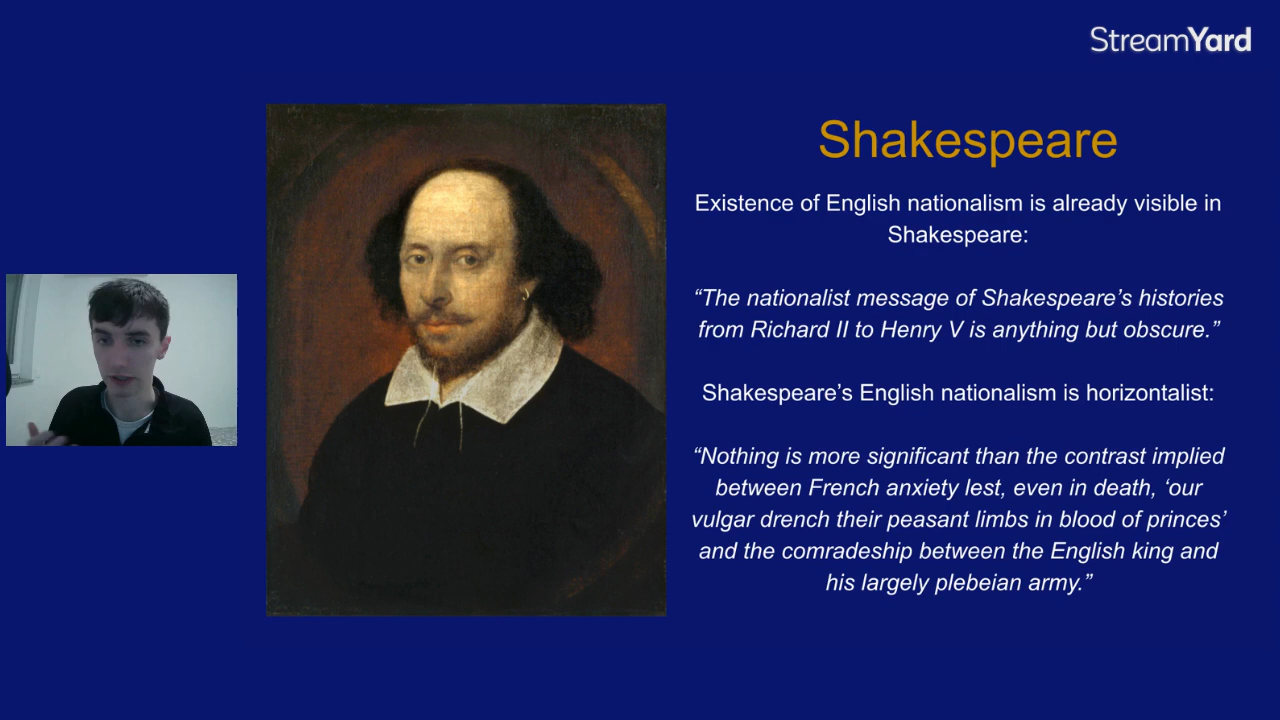 StreamYard
Shakespeare
Existence of English nationalism is already visible in
Shakespeare:
“The nationalist message of Shakespeare’s histories
from Richard II to Henry V is anything but obscure.”
Shakespeare’s English nationalism is horizontalist:
“Nothing is more significant than the contrast implied
between French anxiety lest, even in death, ‘our
vulgar drench their peasant limbs in blood of princes’
and the comradeship between the English king and
his largely plebeian army.”